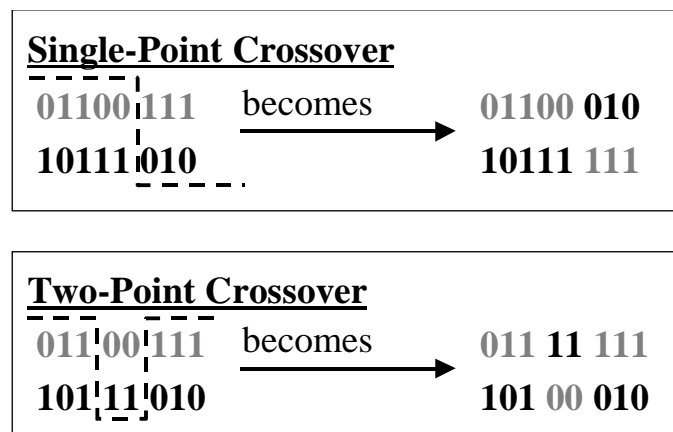 Single-Point Crossover
01100 111 becomes 01100 010
10111 010 10111 111
Two-Point Crossover
011 00 111 becomes 011 11 111
101 11 010 101 00 010